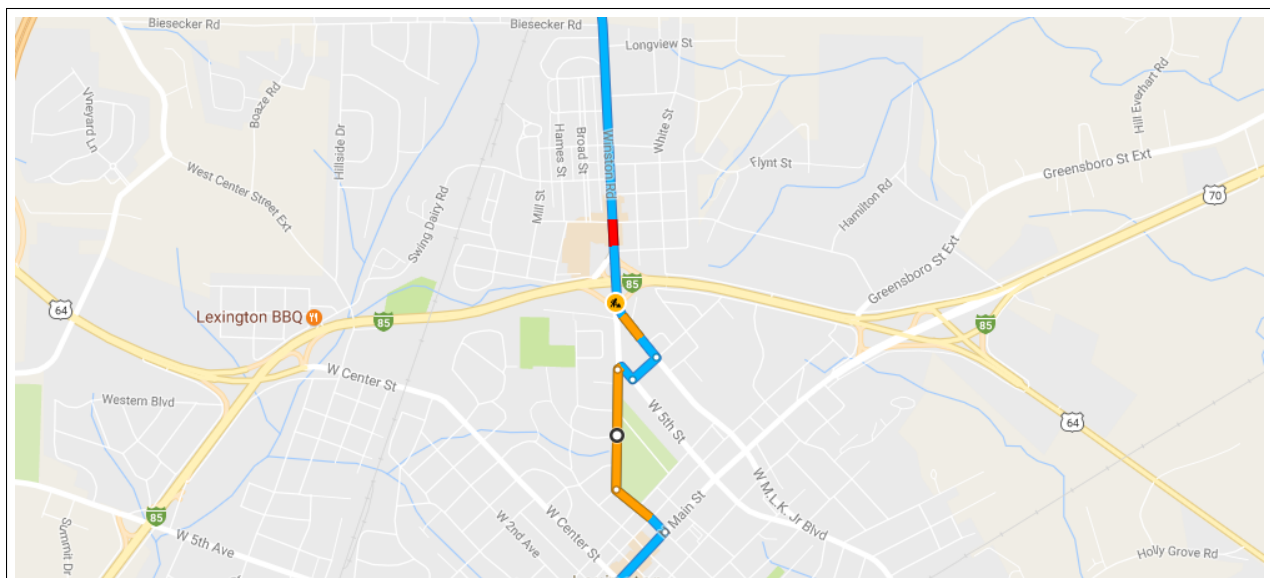 Biesecker Rd
Biesecker Rd
Longview St
Vineyard Ln
Boaze Rd
Hillside Dr
Hames St
Broad St
Winston Rd
White St
Hill Everhart Rd
Flynt St
Greensboro St Ext
West Center Street Ext
Swing Dairy Rd
Mill St
Hamilton Rd
70
Greensboro St Ext
85
64
Lexington BBQ
85
85
W Center St
Western Blvd
W 5th St
64
W M.L.K. Jr Blvd
Main St
85
W 5th Ave
W 2nd Ave
W Center St
Summit Dr
Holly Grove Rd